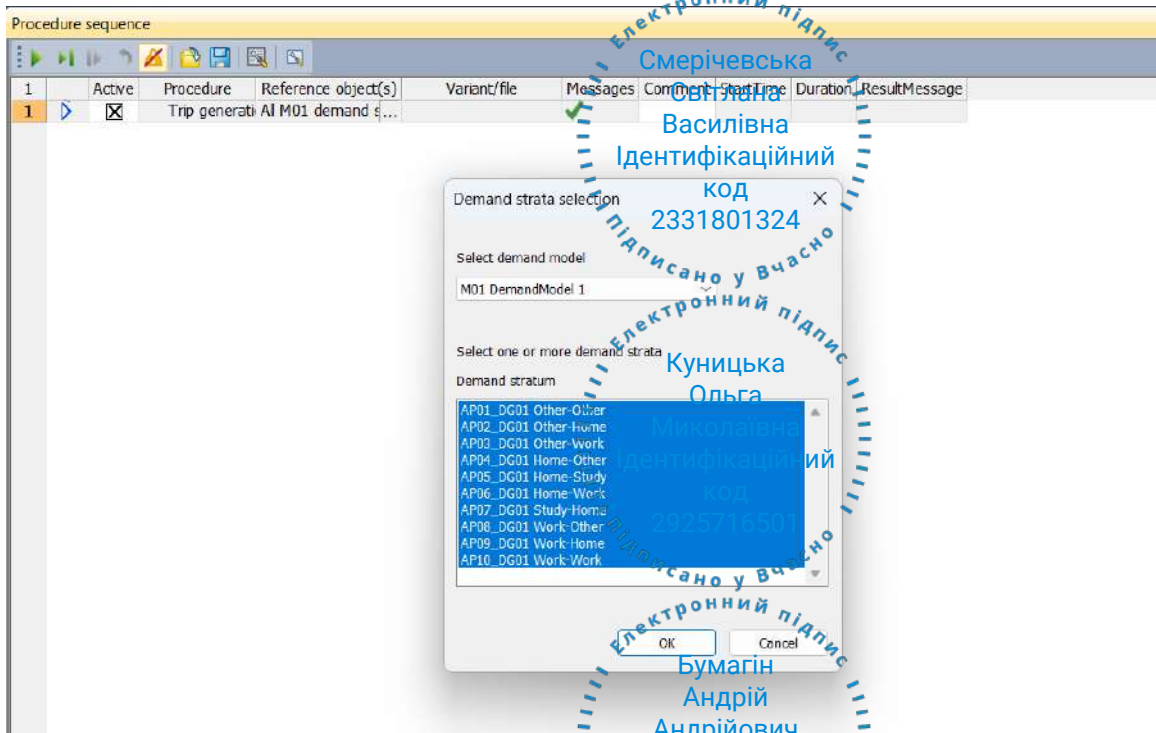 Procedure sequence
1 Active Procedure Reference object(s) Variant/file Messages Comment StartTime Duration ResultMessage
1 Trip generati All M01 demand s...
Електронний підпис
Смерічевська
Світлана
Василівна
Ідентифікаційний
код
2331801324
Підписано у Вчасно
Demand strata selection
Select demand model
M01 DemandModel 1
Електронний підпис
Select one or more demand strata
Куницька
Demand stratum
Ольга
AP01_DG01 Other-Other
AP02_DG01 Other-Home
Миколаївна
AP03_DG01 Other-Work
AP04_DG01 Home-Other
Ідентифікаційний
AP05_DG01 Home-Study
AP06_DG01 Home-Work
код
AP07_DG01 Study-Home
AP08_DG01 Work-Other
2925716501
AP09_DG01 Work-Home
AP10_DG01 Work-Work
Підписано у Вчасно
Електронний підпис
OK Cancel
Бумагін
Андрій
Андрійович